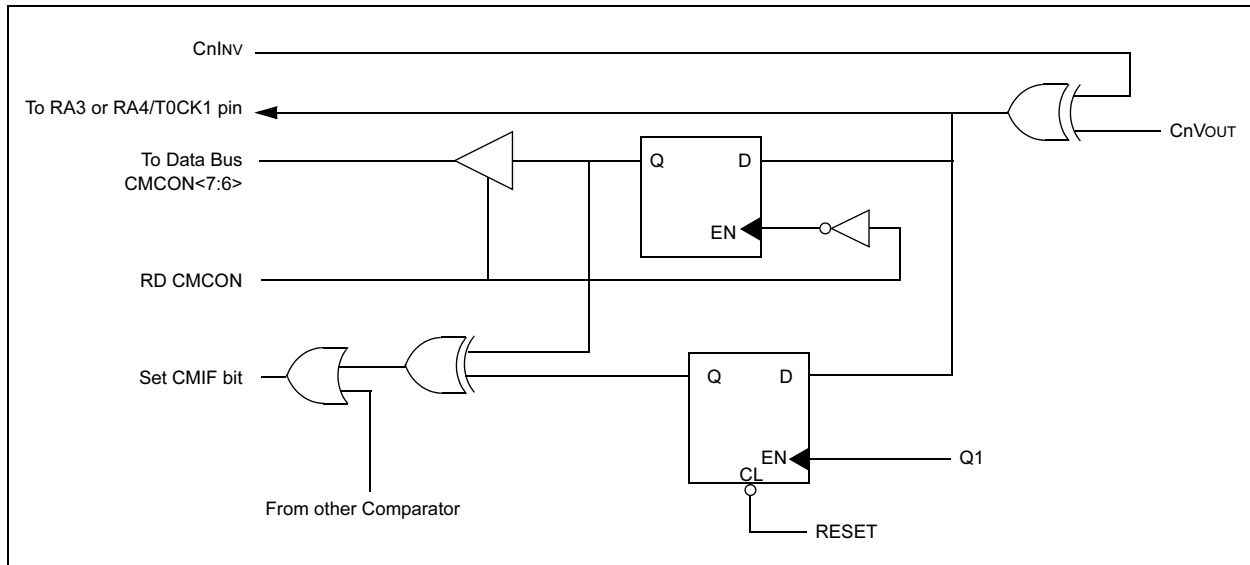 CnINV
To RA3 or RA4/T0CK1 pin
CnVOUT
To Data Bus
CMCON<7:6>
Q
D
EN
RD CMCON
Set CMIF bit
Q
D
EN
Q1
CL
From other Comparator
RESET